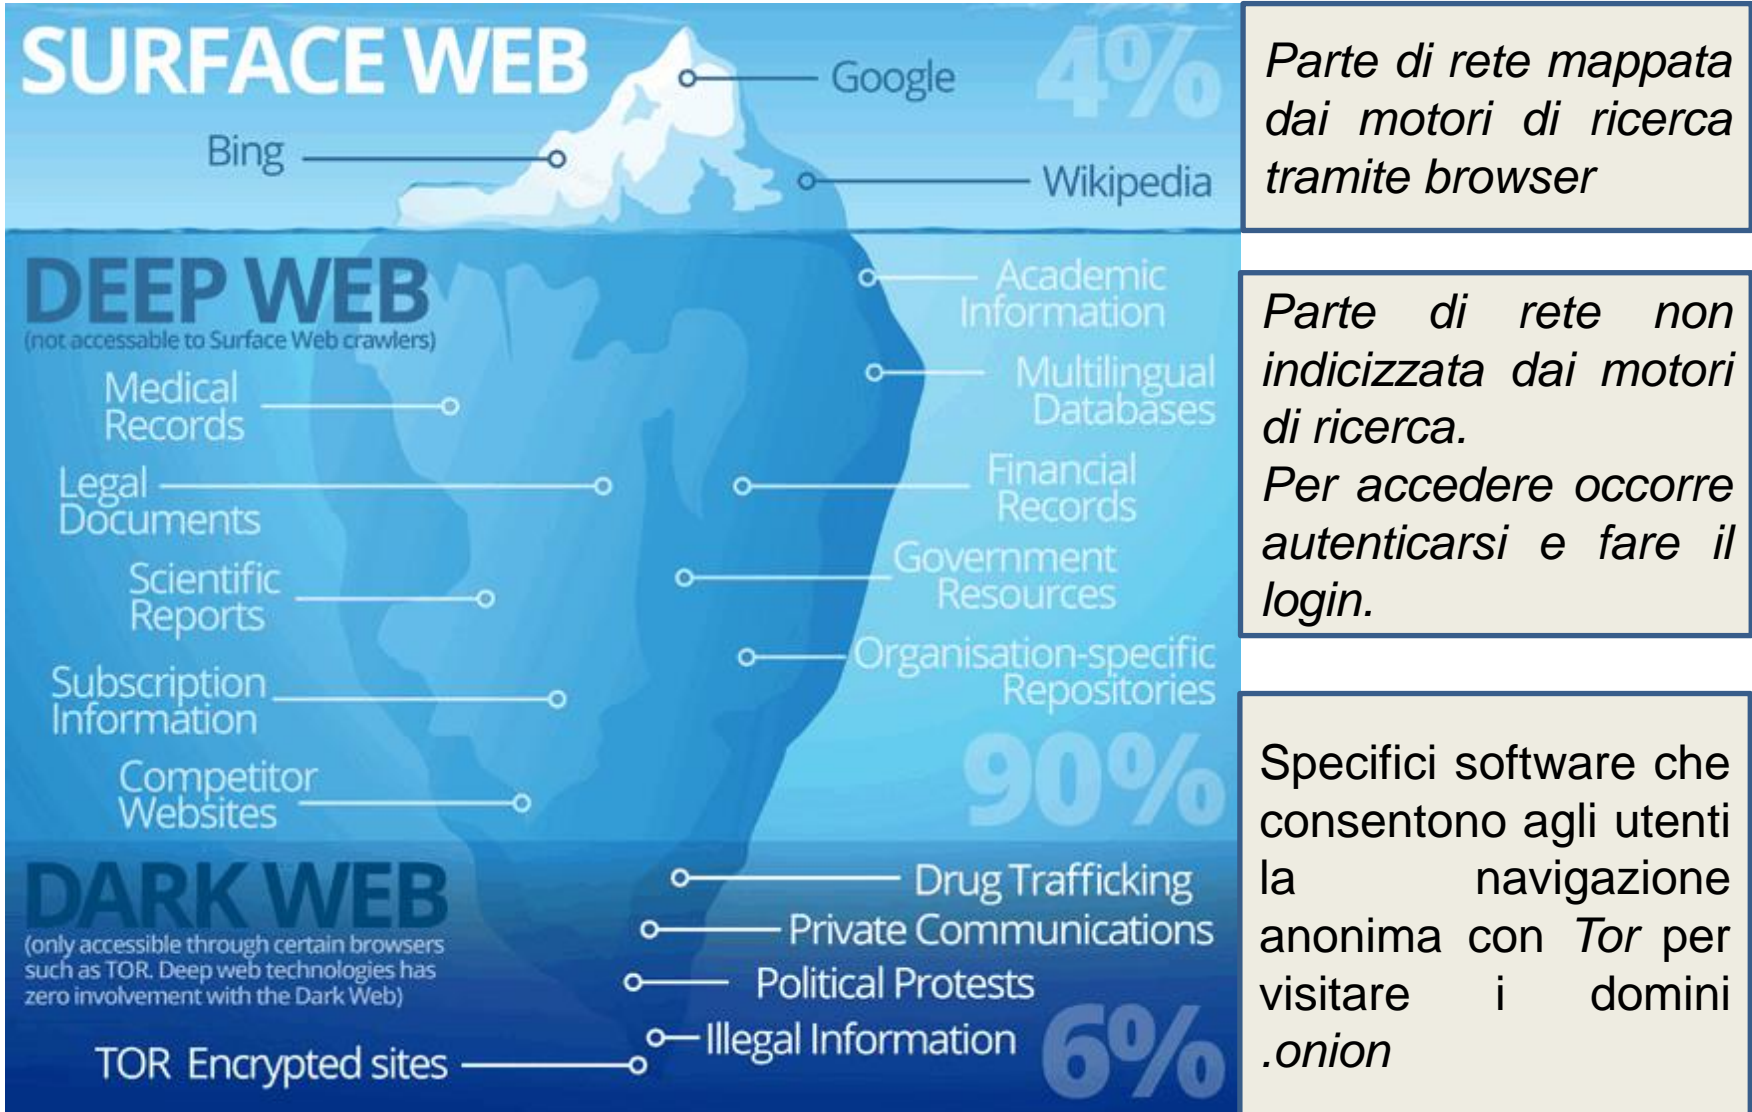 SURFACE WEB
4%
Google
Bing
Wikipedia
Parte di rete mappata
dai motori di ricerca
tramite browser
DEEP WEB
(not accessable to Surface Web crawlers)
Academic
Information
Multilingual
Databases
Medical
Records
Legal
Documents
Financial
Records
Scientific
Reports
Government
Resources
Organisation-specific
Repositories
Subscription
Information
Competitor
Websites
90%
Parte di rete non
indicizzata dai motori
di ricerca.
Per accedere occorre
autenticarsi e fare il
login.
DARK WEB
(only accessible through certain browsers
such as TOR. Deep web technologies has
zero involvement with the Dark Web)
Drug Trafficking
Private Communications
Political Protests
Illegal Information
TOR Encrypted sites
6%
Specifici software che
consentono agli utenti
la navigazione
anonima con Tor per
visitare i domini
.onion